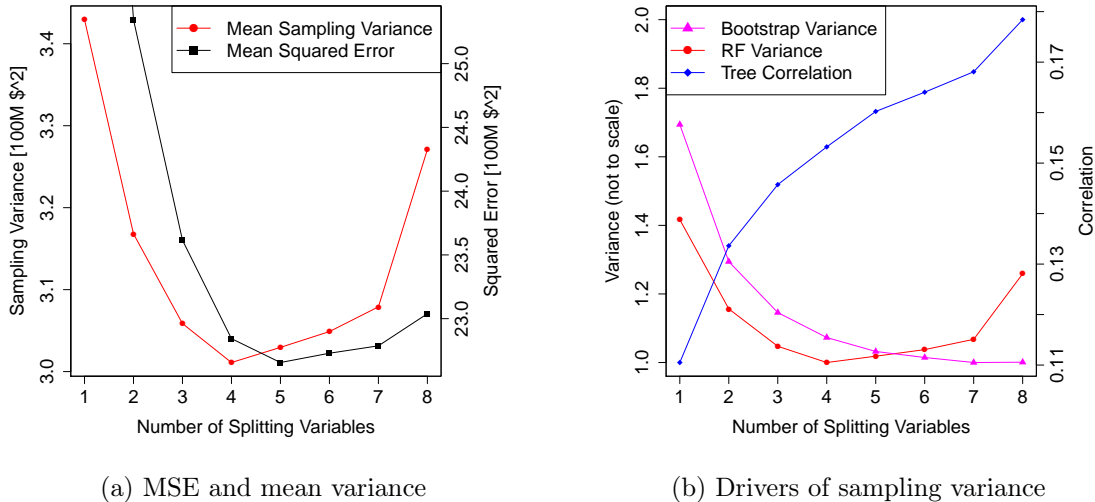 Mean Sampling Variance
Mean Squared Error
Sampling Variance [100M $^2]
3.0 3.1 3.2 3.3 3.4
Squared Error [100M $^2]
23.0 23.5 24.0 24.5 25.0
1 2 3 4 5 6 7 8
Number of Splitting Variables
(a) MSE and mean variance
Bootstrap Variance
RF Variance
Tree Correlation
Variance (not to scale)
1.0 1.2 1.4 1.6 1.8 2.0
Correlation
0.11 0.13 0.15 0.17
1 2 3 4 5 6 7 8
Number of Splitting Variables
(b) Drivers of sampling variance